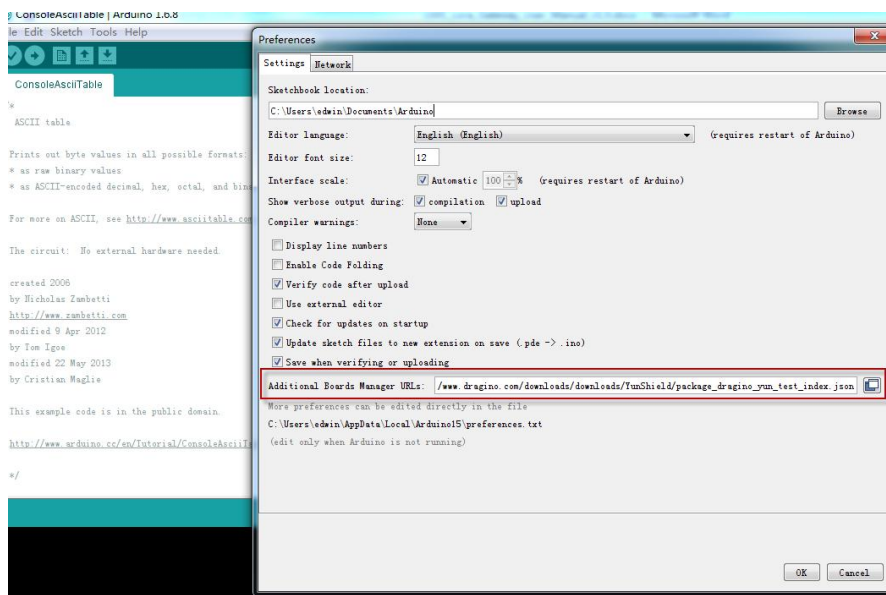 ConsoleAsciiTable | Arduino 1.6.8
le Edit Sketch Tools Help
ConsoleAsciiTable
ASCII table
Prints out byte values in all possible formats:
* as raw binary values
* as ASCII-encoded decimal, hex, octal, and bin
For more on ASCII, see http://www.asciitable.com
The circuit: No external hardware needed.
created 2006
by Nicholas Zambetti
http://www.zambetti.com
modified 9 Apr 2012
by Tom Igoe
modified 22 May 2013
by Cristian Maglie
This example code is in the public domain.
http://www.arduino.cc/en/Tutorial/ConsoleAsciiT
*/
Preferences
Settings Network
Sketchbook location:
C:\Users\edwin\Documents\Arduino
Browse
Editor language: English (English) (requires restart of Arduino)
Editor font size: 12
Interface scale: Automatic 100 % (requires restart of Arduino)
Show verbose output during: compilation upload
Compiler warnings: None
Display line numbers
Enable Code Folding
Verify code after upload
Use external editor
Check for updates on startup
Update sketch files to new extension on save (.pde -> .ino)
Save when verifying or uploading
Additional Boards Manager URLs: /www.dragino.com/downloads/downloads/YunShield/package_dragino_yun_test_index.json
More preferences can be edited directly in the file
C:\Users\edwin\AppData\Local\Arduino15\preferences.txt
(edit only when Arduino is not running)
OK Cancel